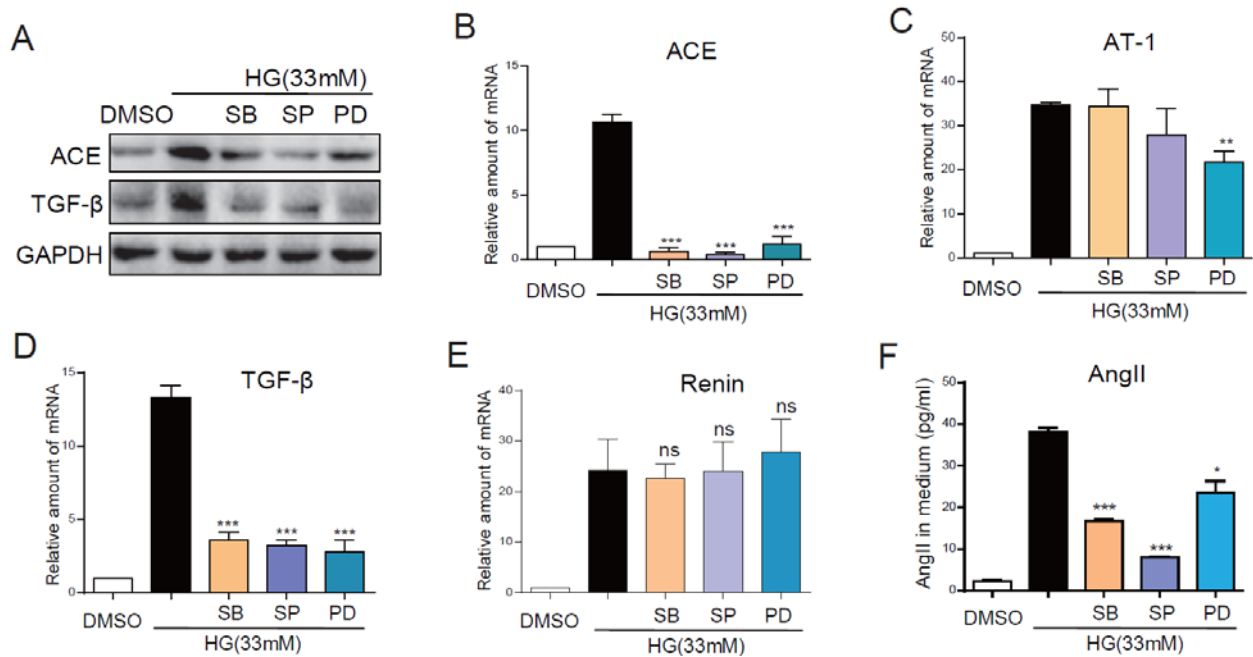 A
HG(33mM)
DMSO SB SP PD
ACE
TGF-β
GAPDH
B
ACE
Relative amount of mRNA
15
10
5
0
*** *** ***
DMSO SB SP PD
HG(33mM)
C
AT-1
Relative amount of mRNA
50
40
30
20
10
0
**
DMSO SB SP PD
HG(33mM)
D
TGF-β
Relative amount of mRNA
15
10
5
0
*** *** ***
DMSO SB SP PD
HG(33mM)
E
Renin
Relative amount of mRNA
40
30
20
10
0
ns ns ns
DMSO SB SP PD
HG(33mM)
F
AngII
AngII in medium (pg/ml)
50
40
30
20
10
0
*** *** *
DMSO SB SP PD
HG(33mM)